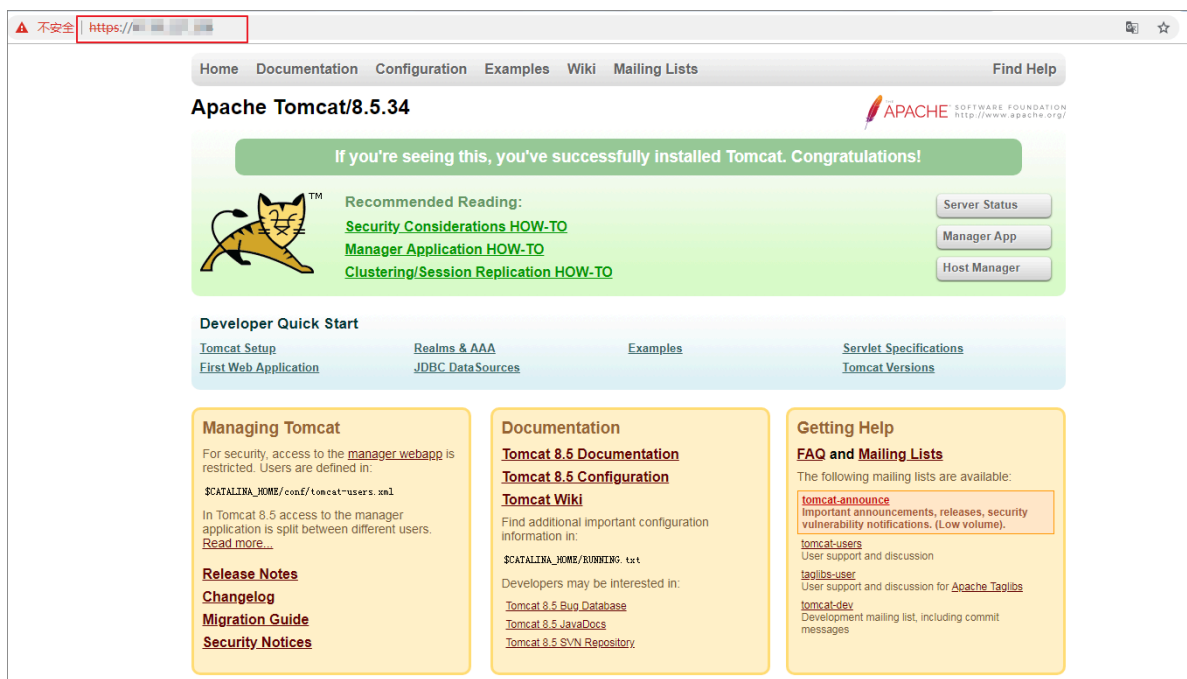 不安全 | https://
Home Documentation Configuration Examples Wiki Mailing Lists Find Help
Apache Tomcat/8.5.34
THE
APACHE™ SOFTWARE FOUNDATION
http://www.apache.org/
If you're seeing this, you've successfully installed Tomcat. Congratulations!
TM
Recommended Reading:
Security Considerations HOW-TO
Manager Application HOW-TO
Clustering/Session Replication HOW-TO
Server Status
Manager App
Host Manager
Developer Quick Start
Tomcat Setup
First Web Application
Realms & AAA
JDBC DataSources
Examples
Servlet Specifications
Tomcat Versions
Managing Tomcat
For security, access to the manager webapp is
restricted. Users are defined in:
$CATALINA_HOME/conf/tomcat-users.xml
In Tomcat 8.5 access to the manager
application is split between different users.
Read more...
Release Notes
Changelog
Migration Guide
Security Notices
Documentation
Tomcat 8.5 Documentation
Tomcat 8.5 Configuration
Tomcat Wiki
Find additional important configuration
information in:
$CATALINA_HOME/RUNNING.txt
Developers may be interested in:
Tomcat 8.5 Bug Database
Tomcat 8.5 JavaDocs
Tomcat 8.5 SVN Repository
Getting Help
FAQ and Mailing Lists
The following mailing lists are available:
tomcat-announce
Important announcements, releases, security
vulnerability notifications. (Low volume).
tomcat-users
User support and discussion
taglibs-user
User support and discussion for Apache Taglibs
tomcat-dev
Development mailing list, including commit
messages